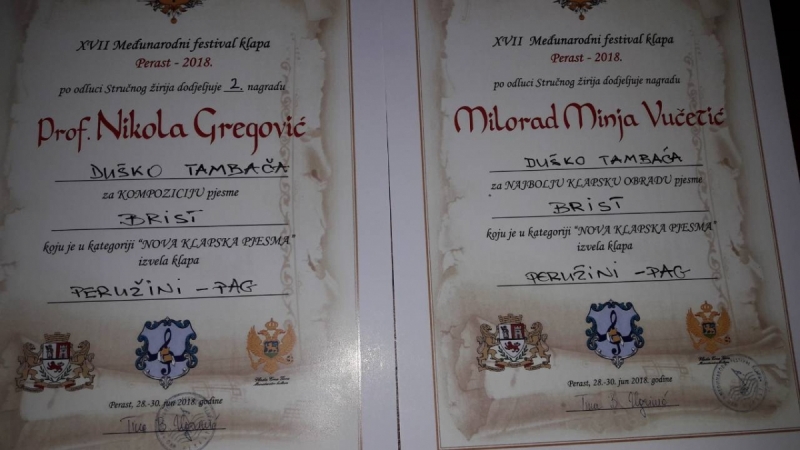 XVII Međunarodni festival klapa
Perast - 2018.
po odluci Stručnog žirija dodjeljuje 2. nagradu
Prof. Nikola Gregović
DUŠKO TAMBAČA
za KOMPOZICIJU pjesme
BRIST
koju je u kategoriji "NOVA KLAPSKA PJESMA"
izvela klapa
PERUŽINI - PAG
Perast, 28.-30. jun 2018. godine
XVII Međunarodni festival klapa
Perast - 2018.
po odluci Stručnog žirija dodjeljuje nagradu
Milorad Minja Vučetić
DUŠKO TAMBAĆA
za NAJBOLJU KLAPSKU OBRADU pjesme
BRIST
koju je u kategoriji "NOVA KLAPSKA PJESMA"
izvela klapa
PERUŽINI - PAG
Perast, 28.-30. jun 2018. godine